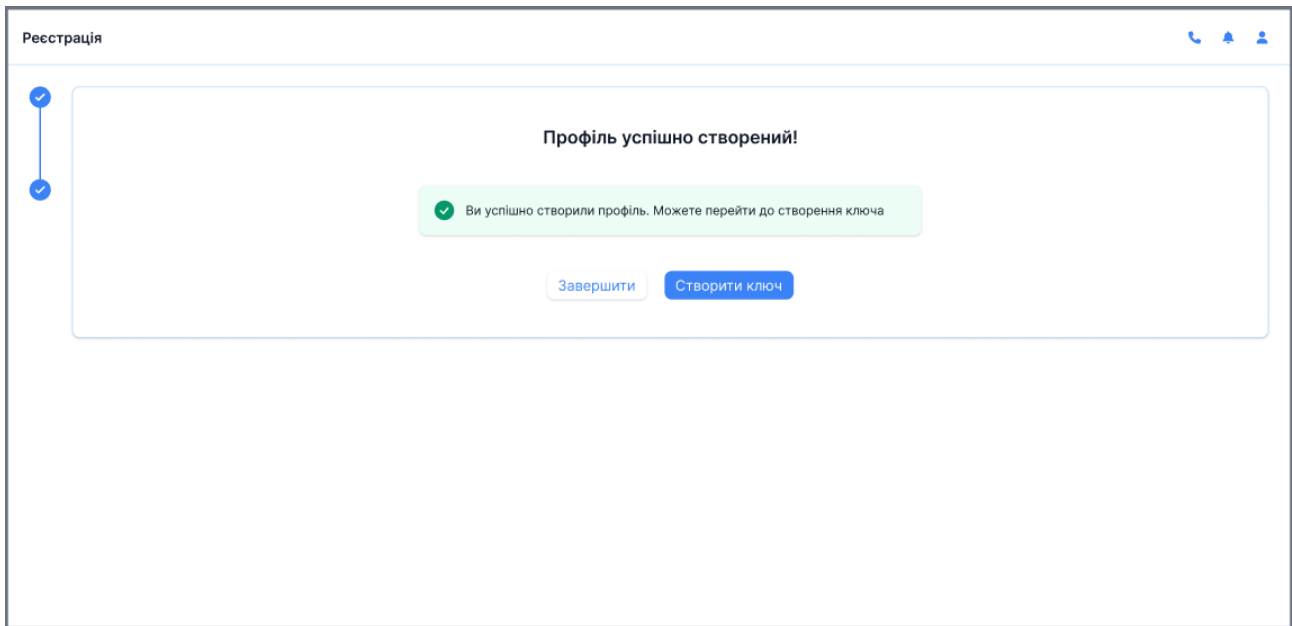 Реєстрація
Профіль успішно створений!
Ви успішно створили профіль. Можете перейти до створення ключа
Завершити
Створити ключ